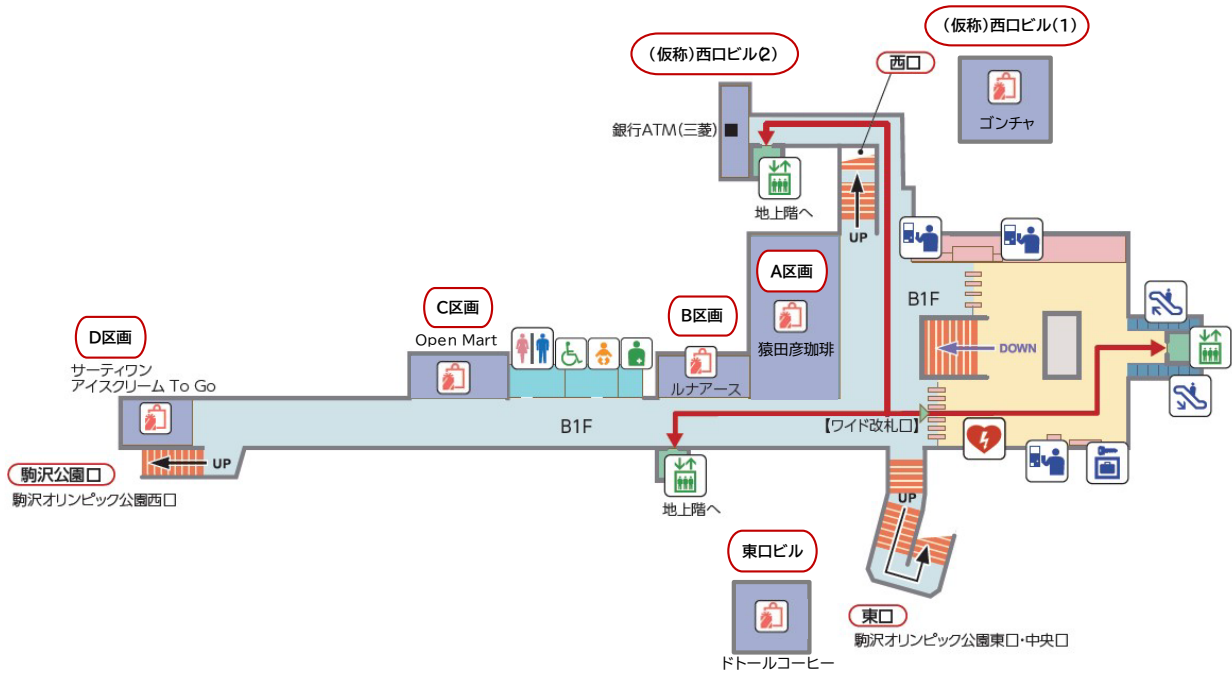 (仮称)西口ビル(1)
ゴンチャ
(仮称)西口ビル2)
西口
銀行ATM(三菱)
地上階へ
UP
A区画
猿田彦珈琲
B区画
ルナアース
C区画
Open Mart
D区画
サーティワン
アイスクリーム To Go
B1F
DOWN
B1F
【ワイド改札口】
UP
駒沢公園口
駒沢オリンピック公園西口
地上階へ
UP
東口ビル
ドトールコーヒー
東口
駒沢オリンピック公園東口・中央口